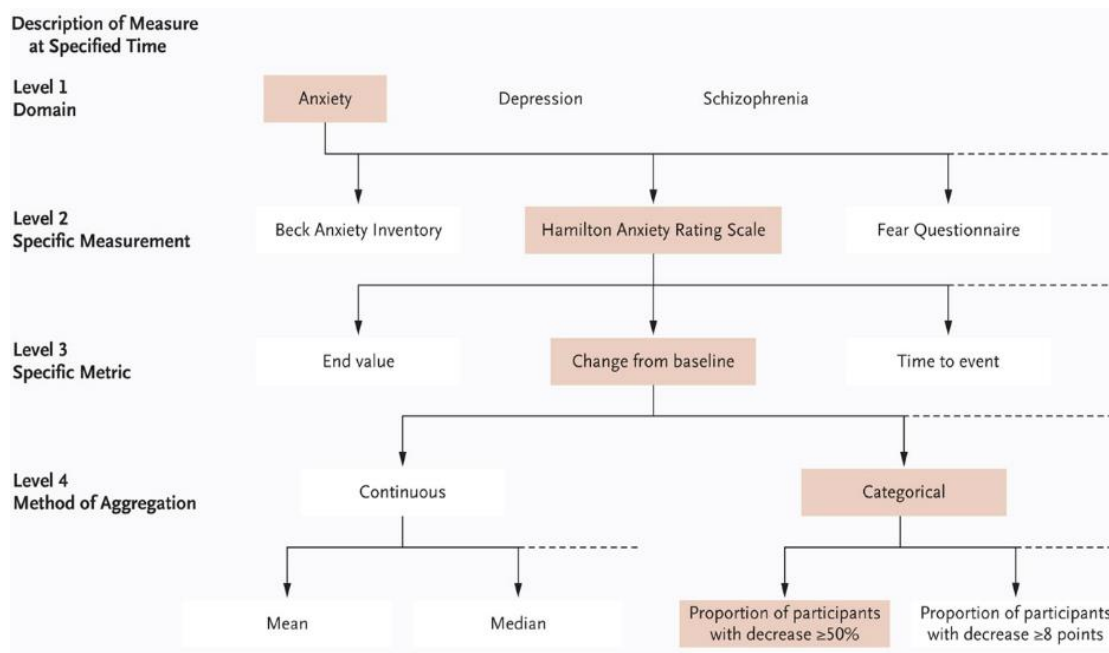 Description of Measure
at Specified Time
Level 1
Domain
Anxiety
Depression
Schizophrenia
Level 2
Specific Measurement
Beck Anxiety Inventory
Hamilton Anxiety Rating Scale
Fear Questionnaire
Level 3
Specific Metric
End value
Change from baseline
Time to event
Level 4
Method of Aggregation
Continuous
Categorical
Mean
Median
Proportion of participants
with decrease ≥50%
Proportion of participants
with decrease ≥8 points